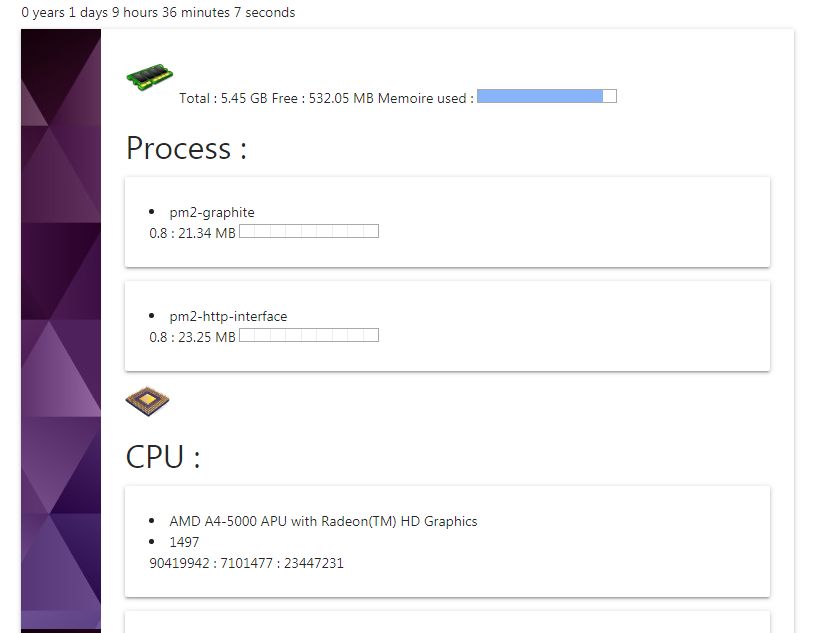 0 years 1 days 9 hours 36 minutes 7 seconds
Total : 5.45 GB Free : 532.05 MB Memoire used :
Process :
pm2-graphite
0.8 : 21.34 MB
pm2-http-interface
0.8 : 23.25 MB
CPU :
AMD A4-5000 APU with Radeon(TM) HD Graphics
1497
90419942 : 7101477 : 23447231